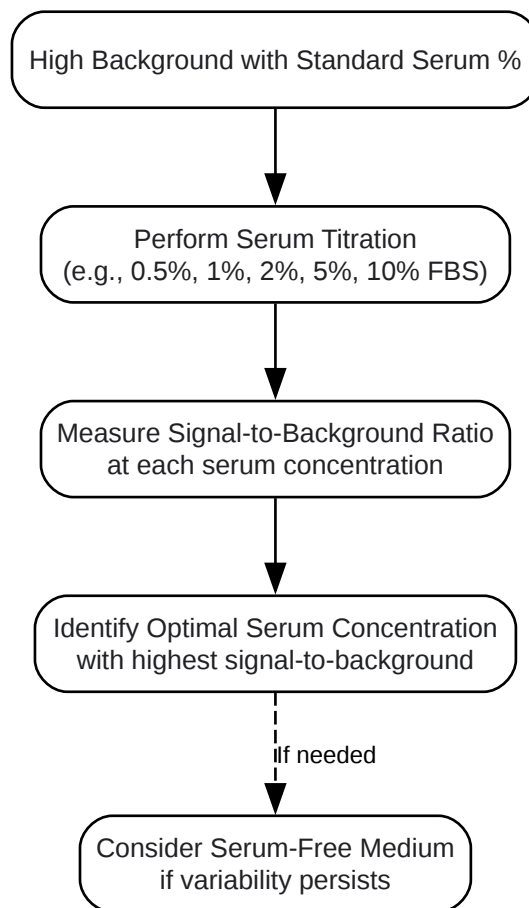 High Background with Standard Serum %
Perform Serum Titration
(e.g., 0.5%, 1%, 2%, 5%, 10% FBS)
Measure Signal-to-Background Ratio
at each serum concentration
Identify Optimal Serum Concentration
with highest signal-to-background
If needed
Consider Serum-Free Medium
if variability persists